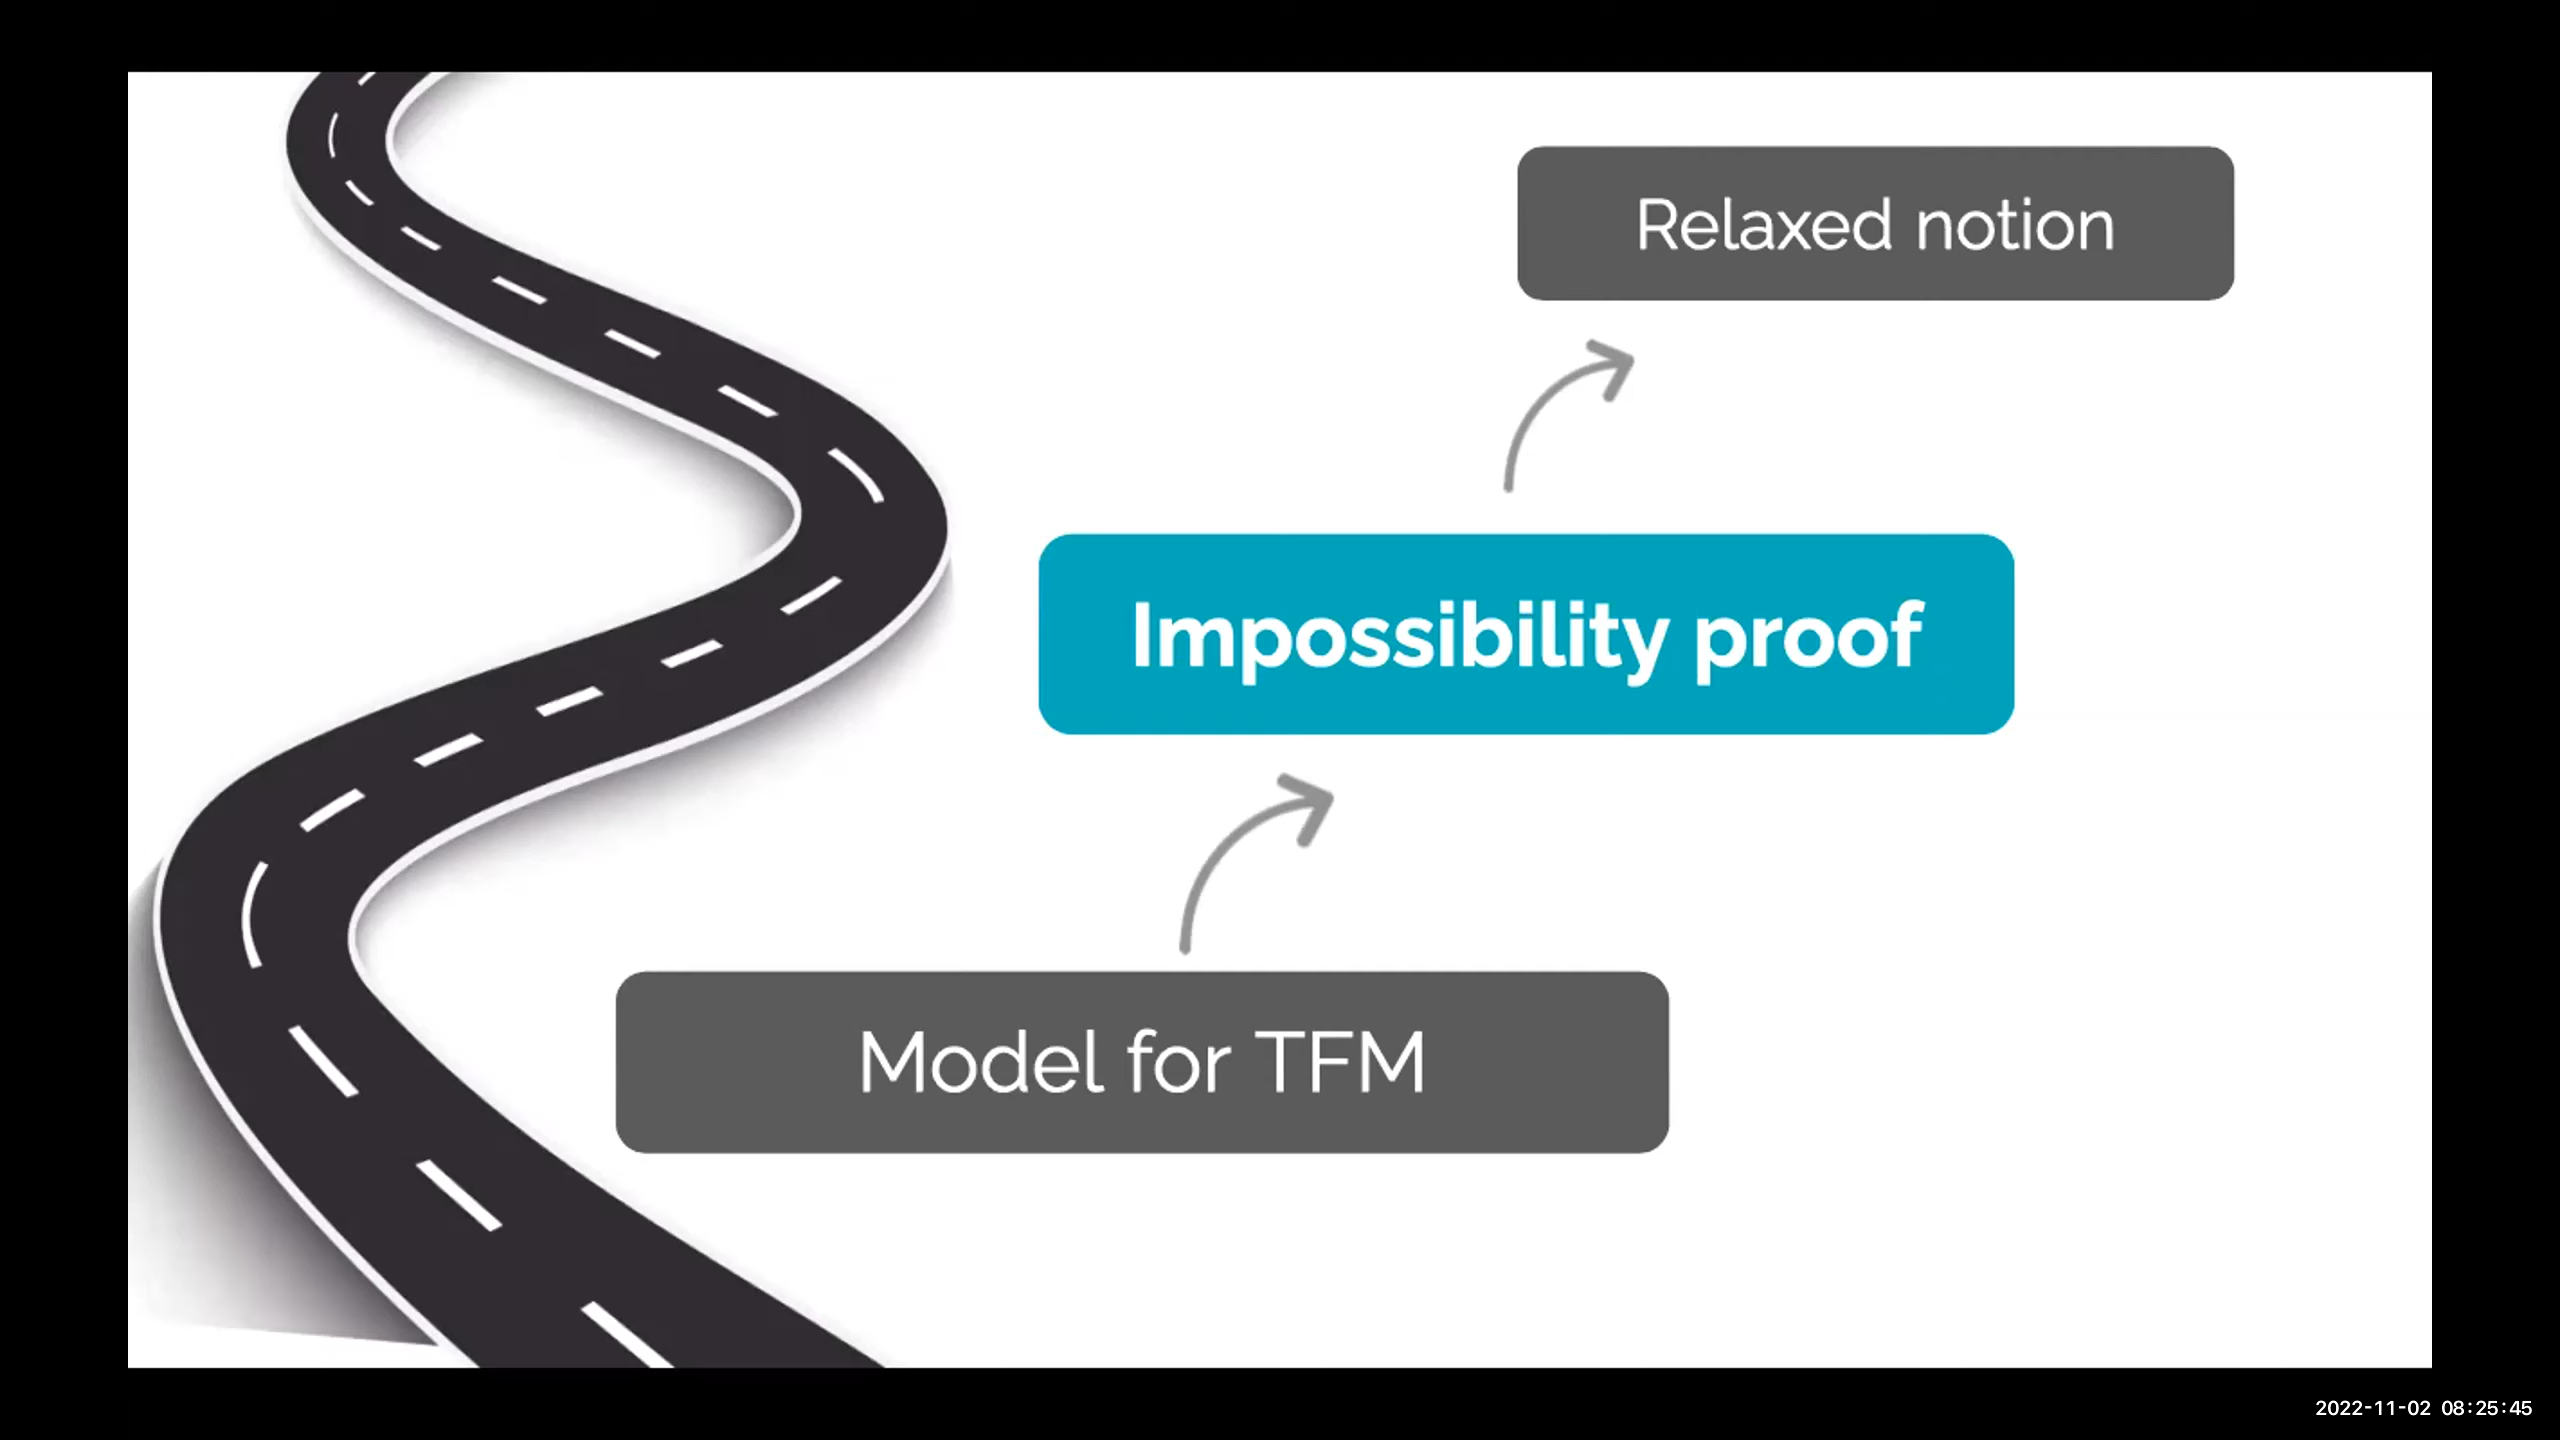 Relaxed notion
Impossibility proof
Model for TFM
2022-11-02 08:25:45